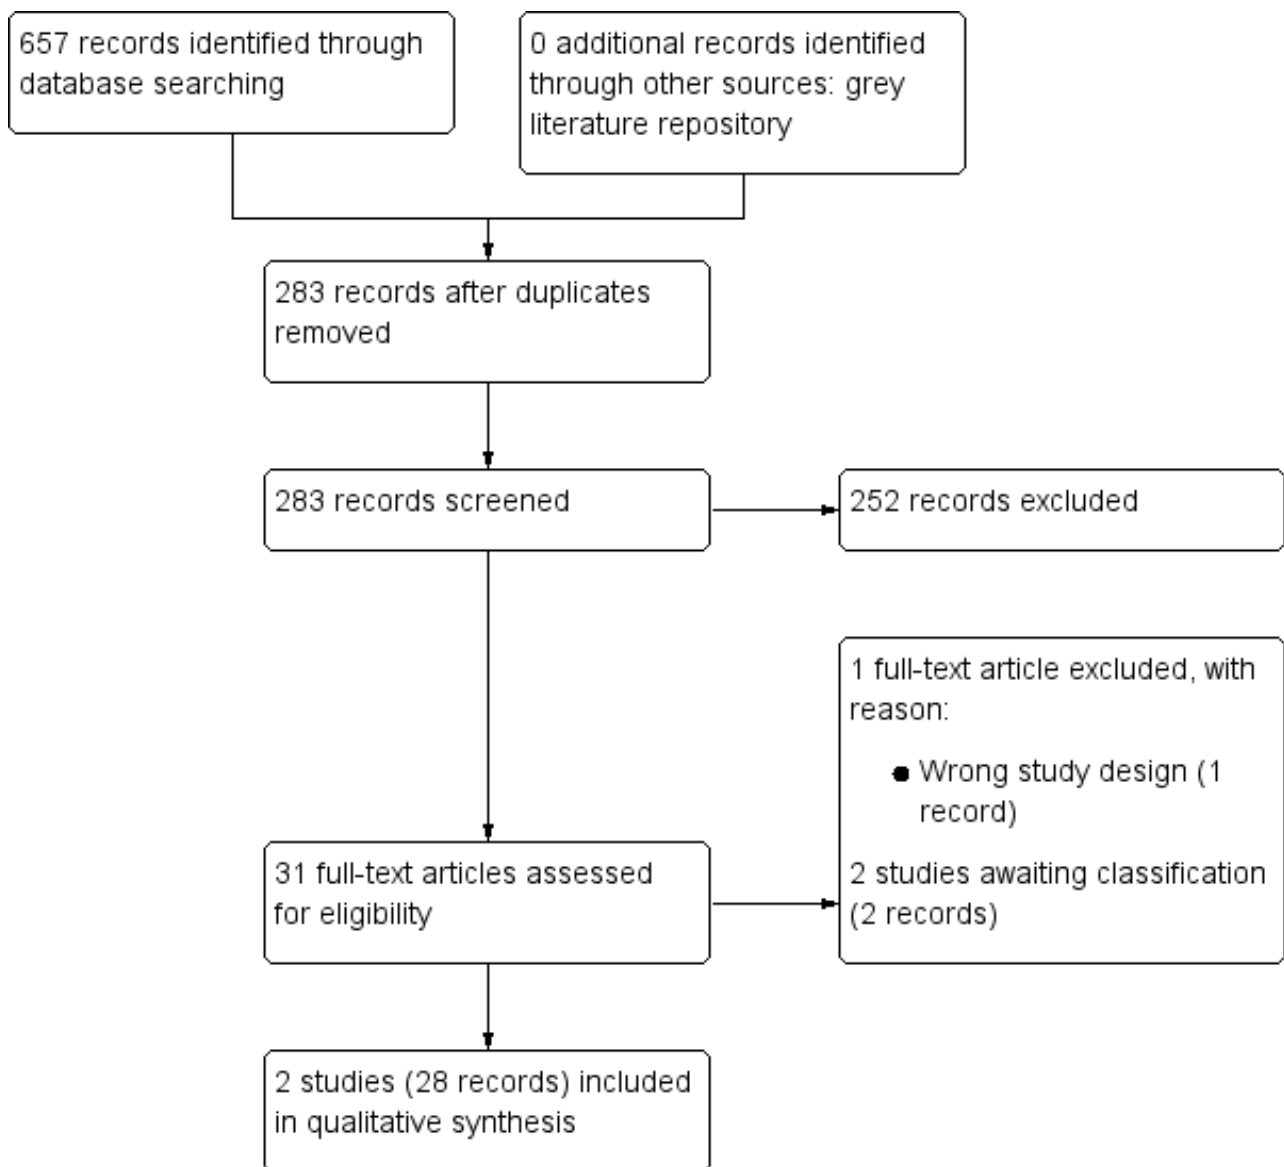 657 records identified through
database searching
0 additional records identified
through other sources: grey
literature repository
283 records after duplicates
removed
283 records screened
252 records excluded
1 full-text article excluded, with
reason:
● Wrong study design (1
record)
2 studies awaiting classification
(2 records)
31 full-text articles assessed
for eligibility
2 studies (28 records) included
in qualitative synthesis